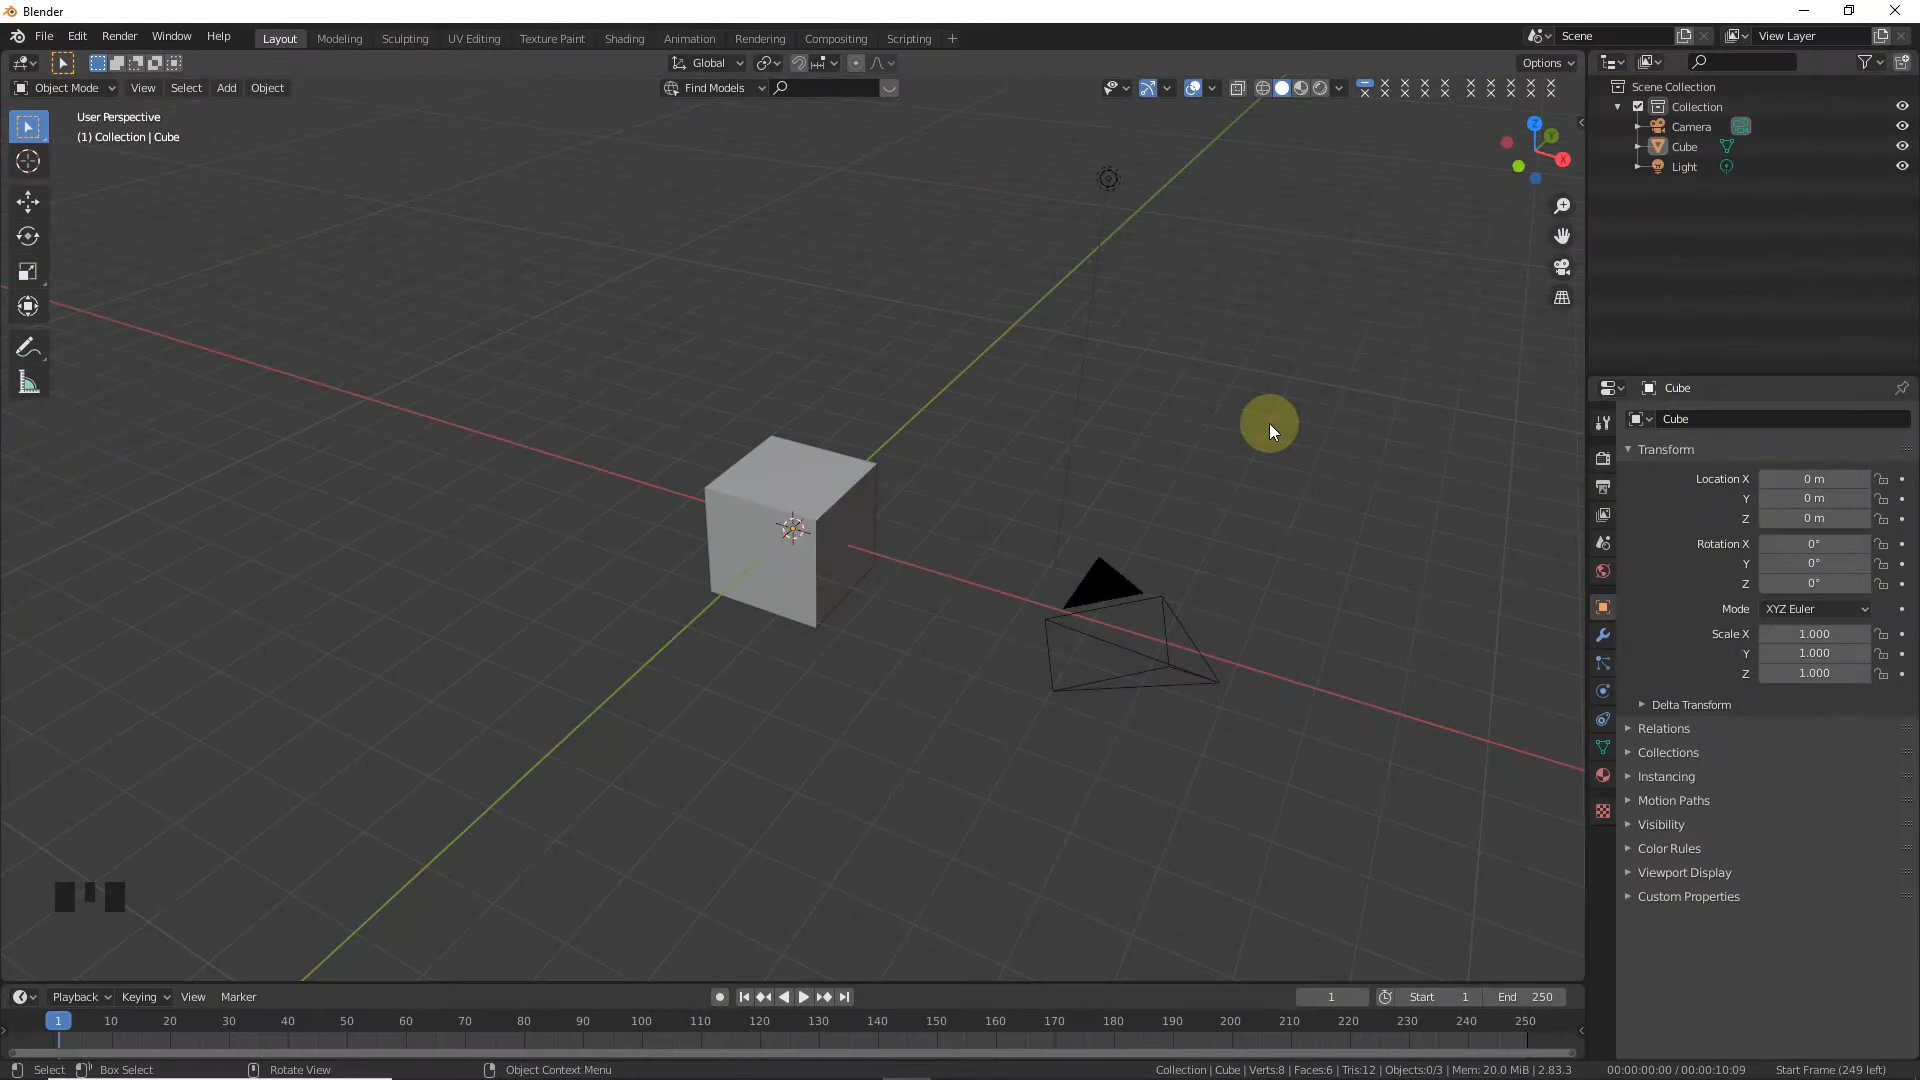 Blender
File Edit Render Window Help
Layout Modeling Sculpting UV Editing Texture Paint Shading Animation Rendering Compositing Scripting +
Scene
View Layer
Global
Options
Object Mode View Select Add Object
Find Models
User Perspective
(1) Collection | Cube
Z
Y
X
Scene Collection
Collection
Camera
Cube
Light
Cube
Cube
Transform
Location X 0 m
Y 0 m
Z 0 m
Rotation X 0°
Y 0°
Z 0°
Mode XYZ Euler
Scale X 1.000
Y 1.000
Z 1.000
Delta Transform
Relations
Collections
Instancing
Motion Paths
Visibility
Color Rules
Viewport Display
Custom Properties
Playback Keying View Marker
1
Start 1
End 250
1 10 20 30 40 50 60 70 80 90 100 110 120 130 140 150 160 170 180 190 200 210 220 230 240 250
Select Box Select Rotate View Object Context Menu
Collection | Cube | Verts:8 | Faces:6 | Tris:12 | Objects:0/3 | Mem: 20.0 MiB | 2.83.3
00:00:00:00 / 00:00:10:09
Start Frame (249 left)